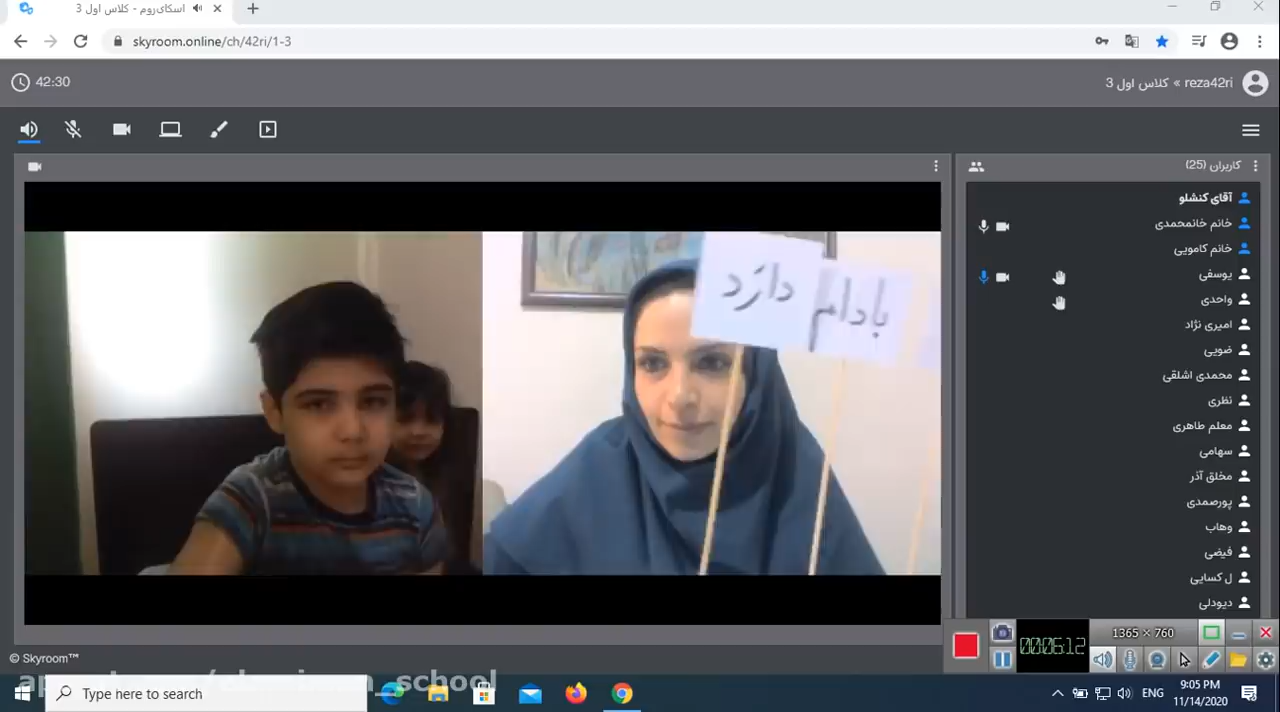 اسکای‌روم - کلاس اول 3
skyroom.online/ch/42ri/1-3
42:30
reza42ri » کلاس اول 3
کاربران (25)
آقای کنشلو
خانم خانمحمدی
خانم کامویی
یوسفی
واحدی
امیری نژاد
ضویی
محمدی اشلقی
نظری
معلم طاهری
سهامی
مخلق آذر
پورصمدی
وهاب
فیضی
ل کسایی
دیودلی
بادام دارَد
1365 × 760
000:06:12
© Skyroom™
Type here to search
ENG
9:05 PM
11/14/2020